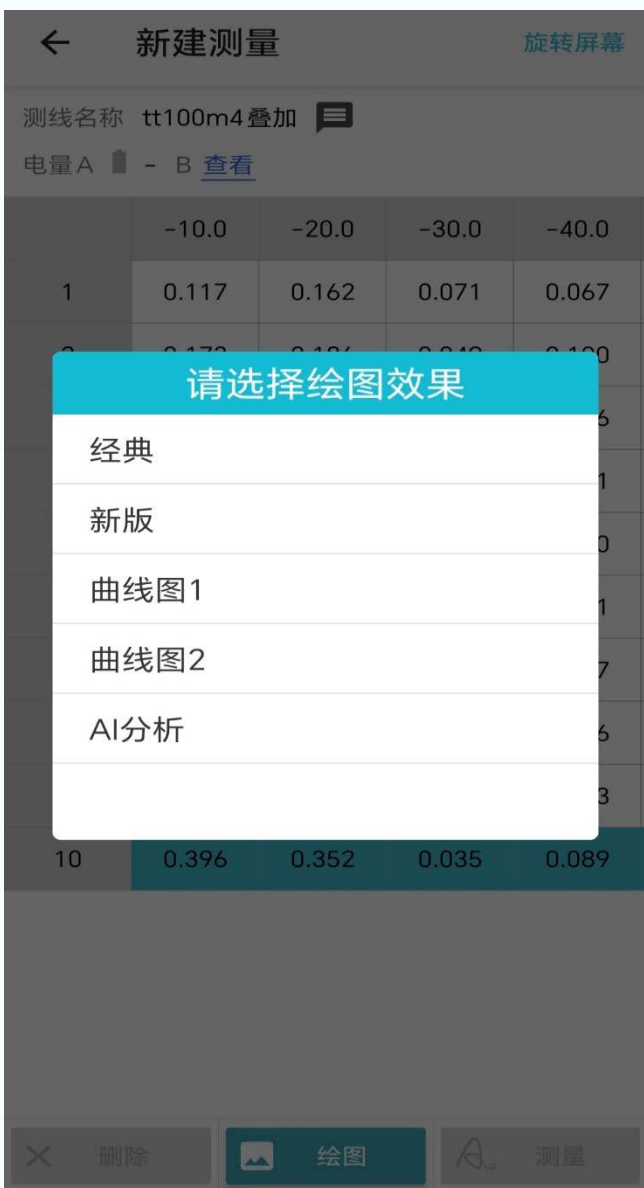 新建测量
旋转屏幕
测线名称 tt100m4叠加
电量A - B 查看
-10.0 -20.0 -30.0 -40.0
1 0.117 0.162 0.071 0.067
请选择绘图效果
经典
新版
曲线图1
曲线图2
AI分析
10 0.396 0.352 0.035 0.089
删除 绘图 测量